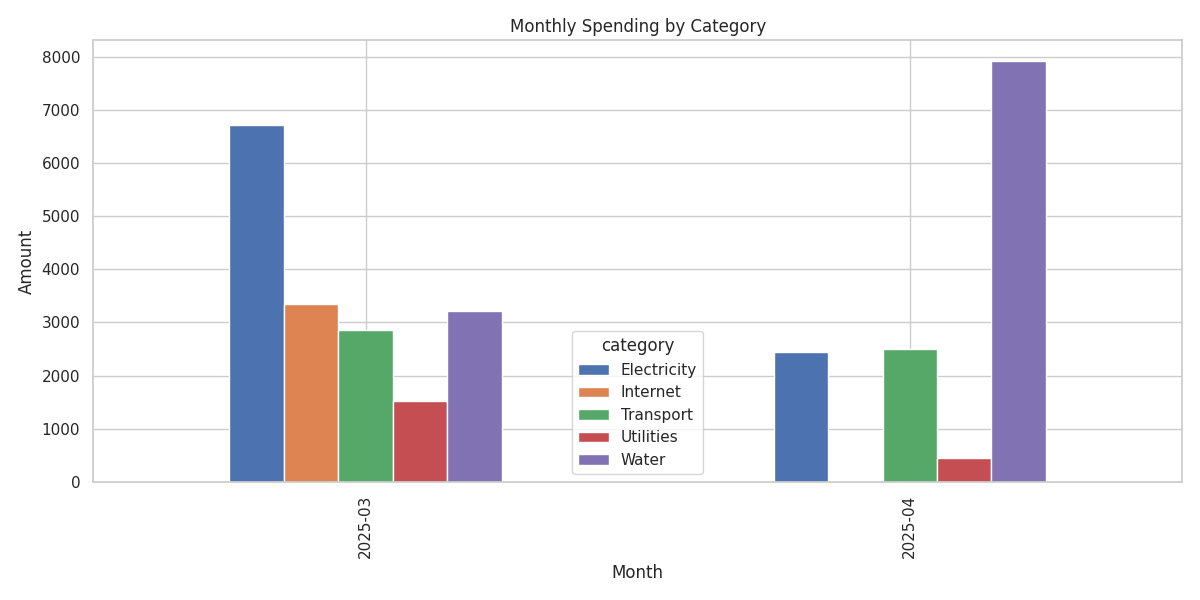 Monthly Spending by Category
8000
7000
6000
5000
4000
3000
2000
1000
0
Amount
category
Electricity
Internet
Transport
Utilities
Water
2025-03
2025-04
Month